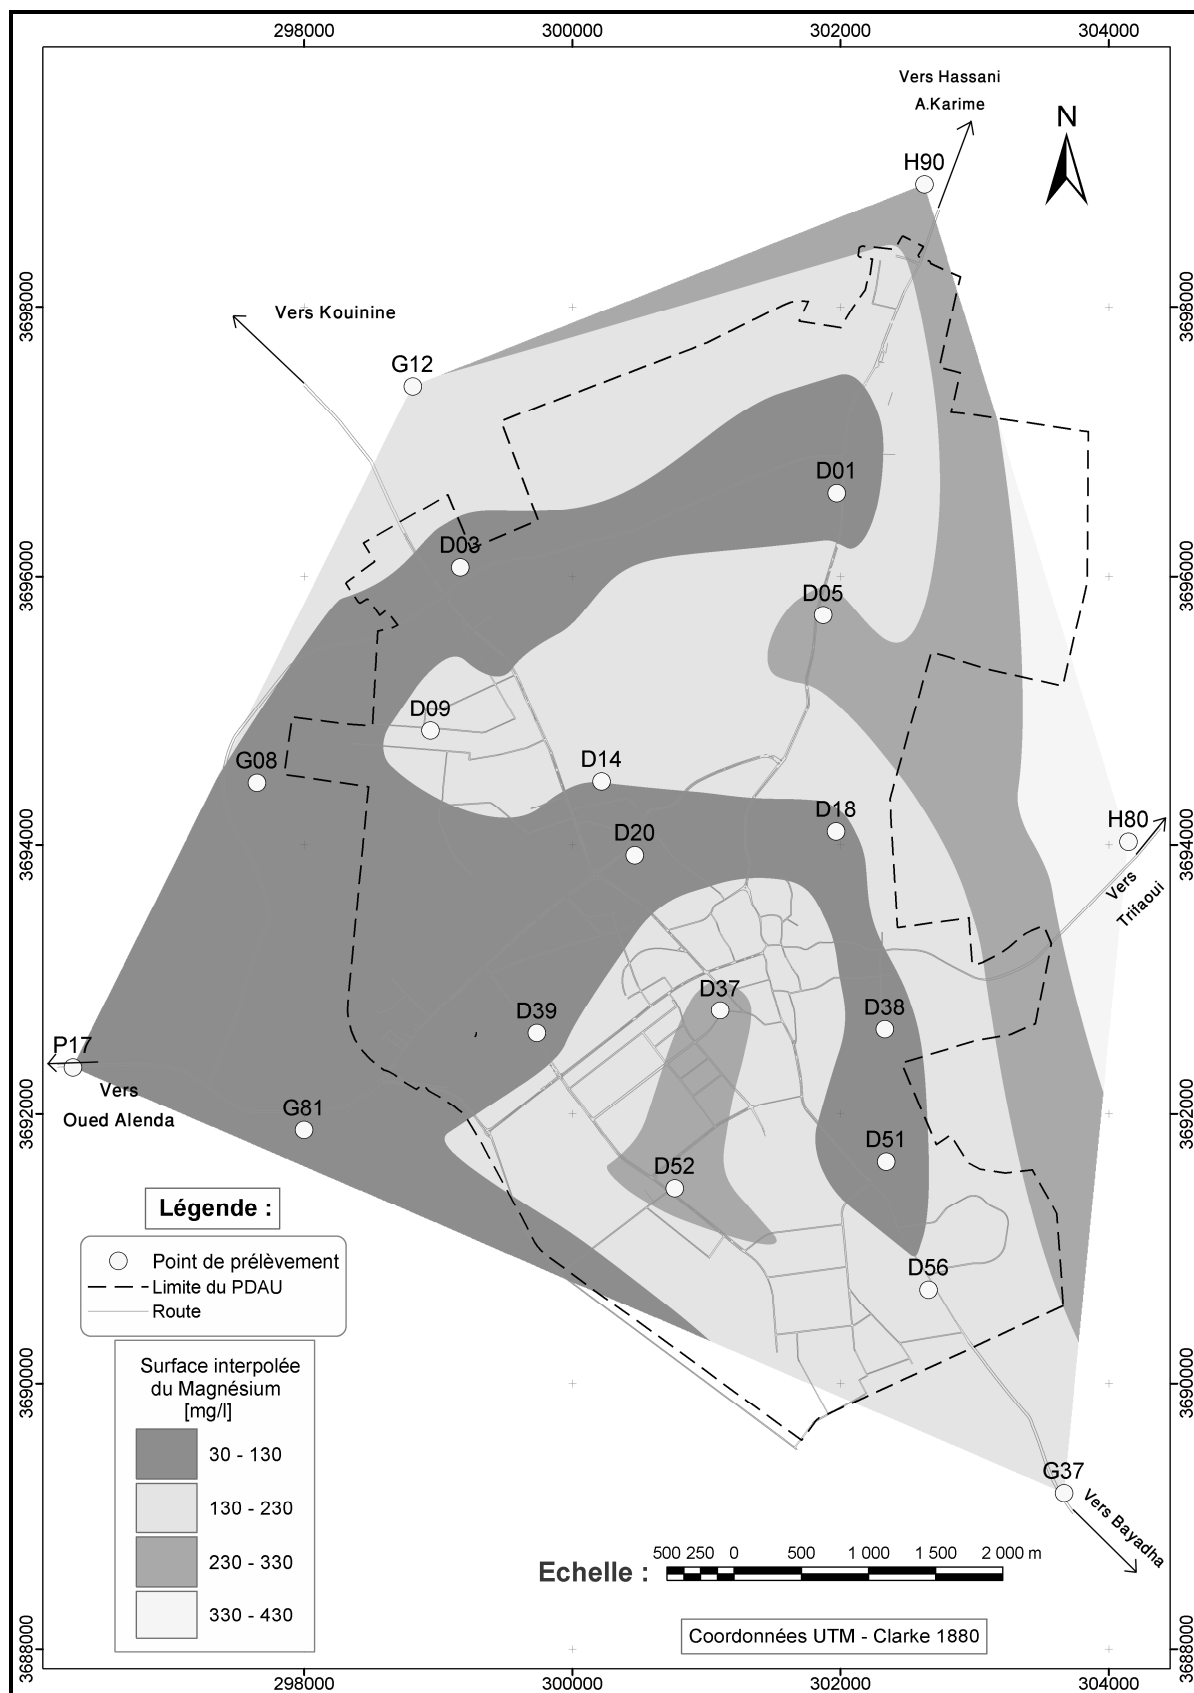 298000
300000
302000
304000
Vers Hassani
A.Karime
N
H90
3698000
3698000
Vers Kouinine
G12
D01
D03
3696000
3696000
D05
D09
G08
D14
D18
H80
D20
3694000
3694000
Vers
Trifaoui
D37
D38
D39
P17
Vers
Oued Alenda
G81
3692000
3692000
D51
D52
D56
Légende :
Point de prélèvement
Limite du PDAU
Route
Surface interpolée
du Magnésium
[mg/l]
30 - 130
130 - 230
230 - 330
330 - 430
3690000
3690000
G37
Vers Bayadha
Echelle :
500 250 0 500 1 000 1 500 2 000 m
Coordonnées UTM - Clarke 1880
3688000
3688000
298000
300000
302000
304000